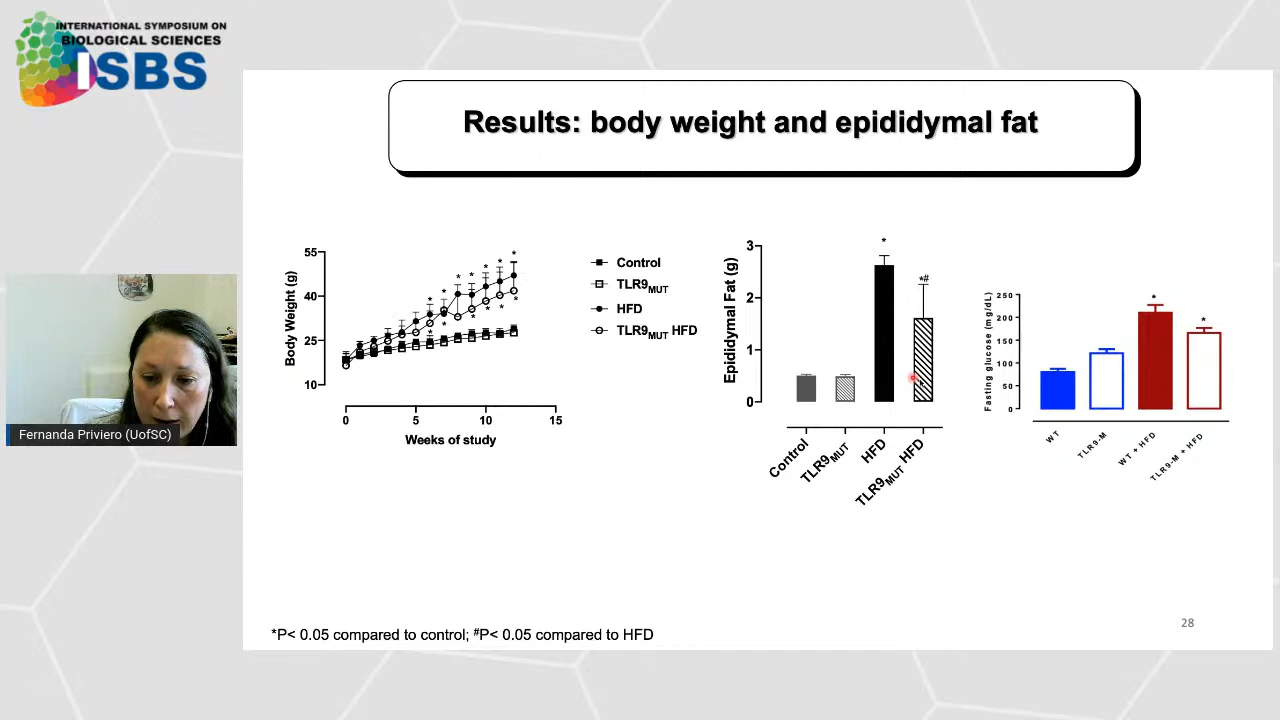 INTERNATIONAL SYMPOSIUM ON
BIOLOGICAL SCIENCES
ISBS
Results: body weight and epididymal fat
55
40
25
10
Body Weight (g)
0
5
10
15
Weeks of study
* * * * * * * * * * * * * *
Control
TLR9MUT
HFD
TLR9MUT HFD
3
2
1
0
Epididymal Fat (g)
*
*#
Control
TLR9MUT
HFD
TLR9MUT HFD
250
200
150
100
50
0
Fasting glucose (mg/dL)
*
*
WT
TLR9-M
WT + HFD
TLR9-M + HFD
Fernanda Priviero (UofSC)
*P< 0.05 compared to control; #P< 0.05 compared to HFD
28